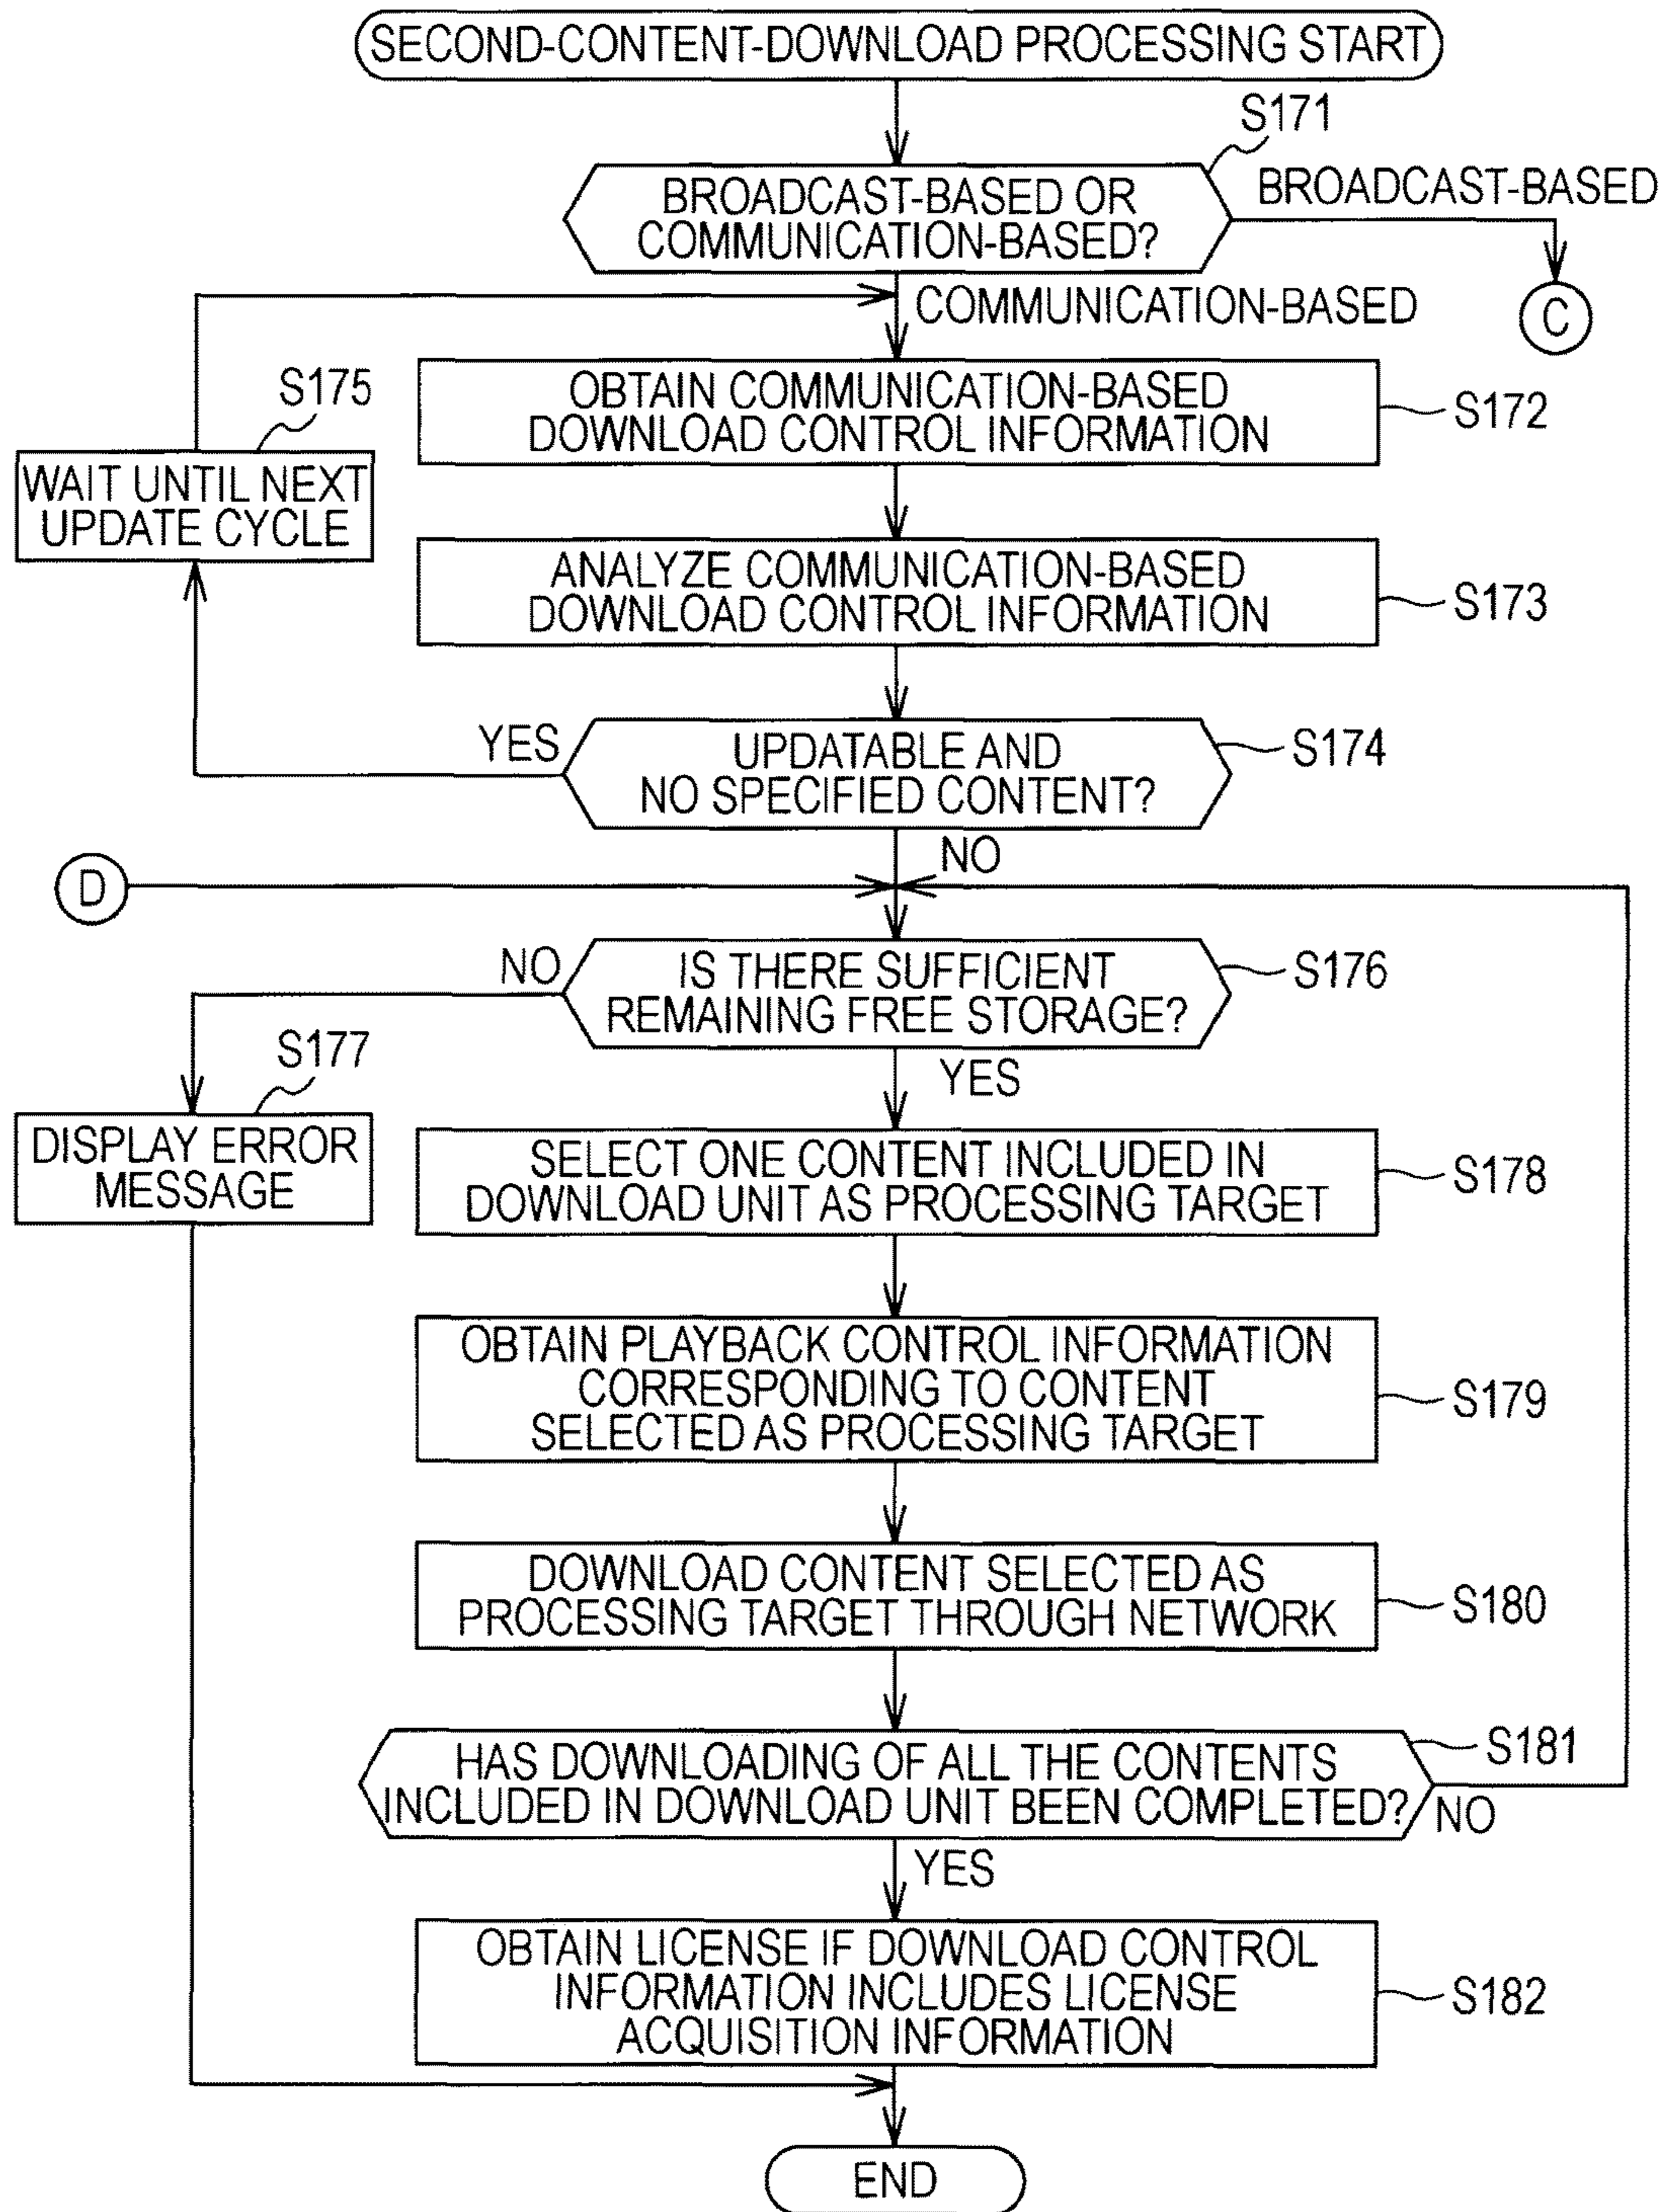 SECOND-CONTENT-DOWNLOAD PROCESSING START
S171
BROADCAST-BASED OR
COMMUNICATION-BASED?
BROADCAST-BASED
C
COMMUNICATION-BASED
S175
WAIT UNTIL NEXT
UPDATE CYCLE
OBTAIN COMMUNICATION-BASED
DOWNLOAD CONTROL INFORMATION
S172
ANALYZE COMMUNICATION-BASED
DOWNLOAD CONTROL INFORMATION
S173
YES
UPDATABLE AND
NO SPECIFIED CONTENT?
S174
NO
D
NO
IS THERE SUFFICIENT
REMAINING FREE STORAGE?
S176
YES
S177
DISPLAY ERROR
MESSAGE
SELECT ONE CONTENT INCLUDED IN
DOWNLOAD UNIT AS PROCESSING TARGET
S178
OBTAIN PLAYBACK CONTROL INFORMATION
CORRESPONDING TO CONTENT
SELECTED AS PROCESSING TARGET
S179
DOWNLOAD CONTENT SELECTED AS
PROCESSING TARGET THROUGH NETWORK
S180
HAS DOWNLOADING OF ALL THE CONTENTS
INCLUDED IN DOWNLOAD UNIT BEEN COMPLETED?
S181
NO
YES
OBTAIN LICENSE IF DOWNLOAD CONTROL
INFORMATION INCLUDES LICENSE
ACQUISITION INFORMATION
S182
END